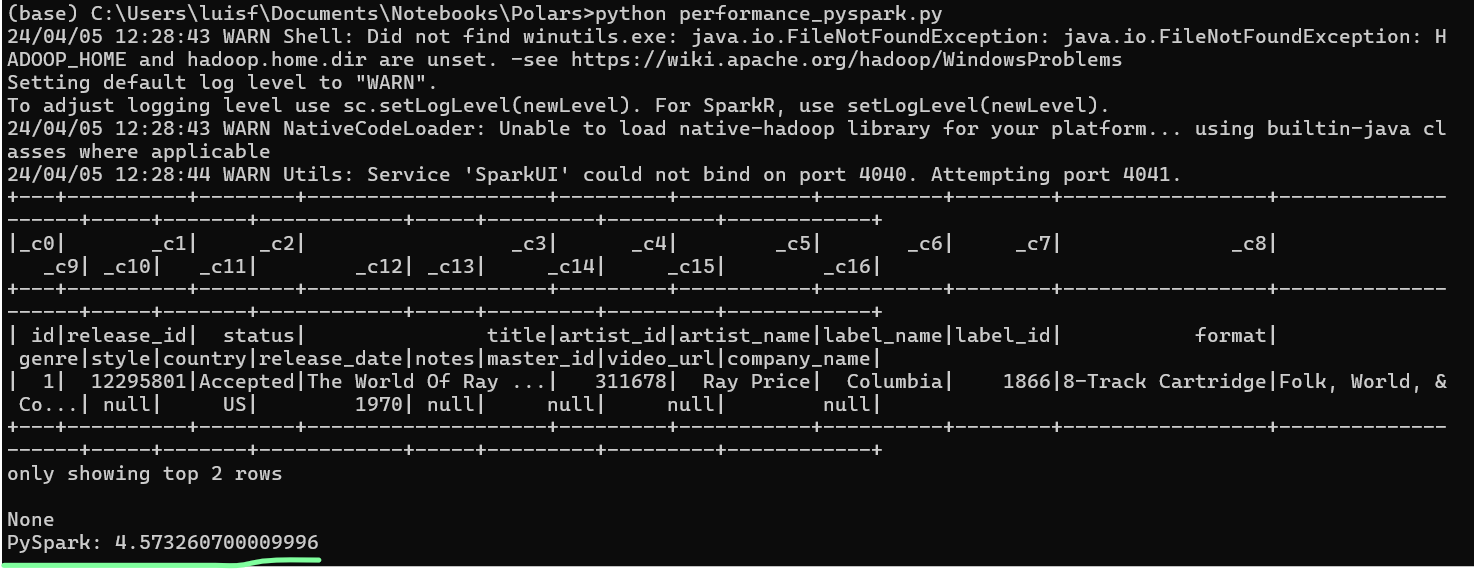 (base) C:\Users\luisf\Documents\Notebooks\Polars>python performance_pyspark.py
24/04/05 12:28:43 WARN Shell: Did not find winutils.exe: java.io.FileNotFoundException: java.io.FileNotFoundException: H
ADOOP_HOME and hadoop.home.dir are unset. -see https://wiki.apache.org/hadoop/WindowsProblems
Setting default log level to "WARN".
To adjust logging level use sc.setLogLevel(newLevel). For SparkR, use setLogLevel(newLevel).
24/04/05 12:28:43 WARN NativeCodeLoader: Unable to load native-hadoop library for your platform... using builtin-java cl
asses where applicable
24/04/05 12:28:44 WARN Utils: Service 'SparkUI' could not bind on port 4040. Attempting port 4041.
+---+----------+--------+--------------------+---------+-----------+----------+--------+-----------------+--------------
------+-----+-------+------------+-----+---------+---------+------------+
|_c0|       _c1|     _c2|                 _c3|      _c4|        _c5|       _c6|     _c7|              _c8|
   _c9| _c10|   _c11|        _c12| _c13|     _c14|     _c15|        _c16|
+---+----------+--------+--------------------+---------+-----------+----------+--------+-----------------+--------------
------+-----+-------+------------+-----+---------+---------+------------+
| id|release_id|  status|               title|artist_id|artist_name|label_name|label_id|           format|
 genre|style|country|release_date|notes|master_id|video_url|company_name|
|  1|  12295801|Accepted|The World Of Ray ...|   311678|  Ray Price|  Columbia|    1866|8-Track Cartridge|Folk, World, &
 Co...| null|     US|        1970| null|     null|     null|        null|
+---+----------+--------+--------------------+---------+-----------+----------+--------+-----------------+--------------
------+-----+-------+------------+-----+---------+---------+------------+
only showing top 2 rows
None
PySpark: 4.573260700009996